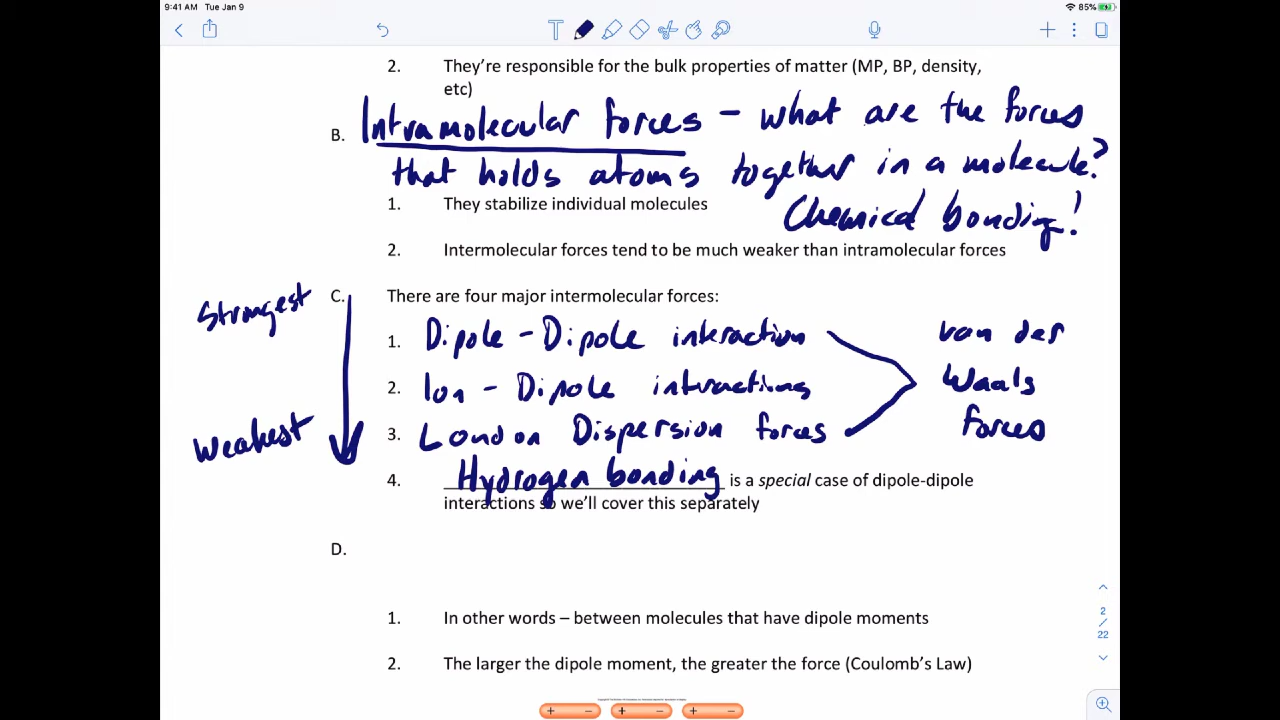 9:41 AM Tue Jan 9
85%
2. They're responsible for the bulk properties of matter (MP, BP, density,
etc)
B. Intramolecular forces – what are the forces
that holds atoms together in a molecule?
1. They stabilize individual molecules
Chemical bonding!
2. Intermolecular forces tend to be much weaker than intramolecular forces
Strongest
C. There are four major intermolecular forces:
1. Dipole - Dipole interaction
van der
2. Ion - Dipole interactions
Waals
Weakest
3. London Dispersion forces
forces
4. Hydrogen bonding is a special case of dipole-dipole
interactions so we'll cover this separately
D.
1. In other words – between molecules that have dipole moments
2. The larger the dipole moment, the greater the force (Coulomb's Law)
2
/
22